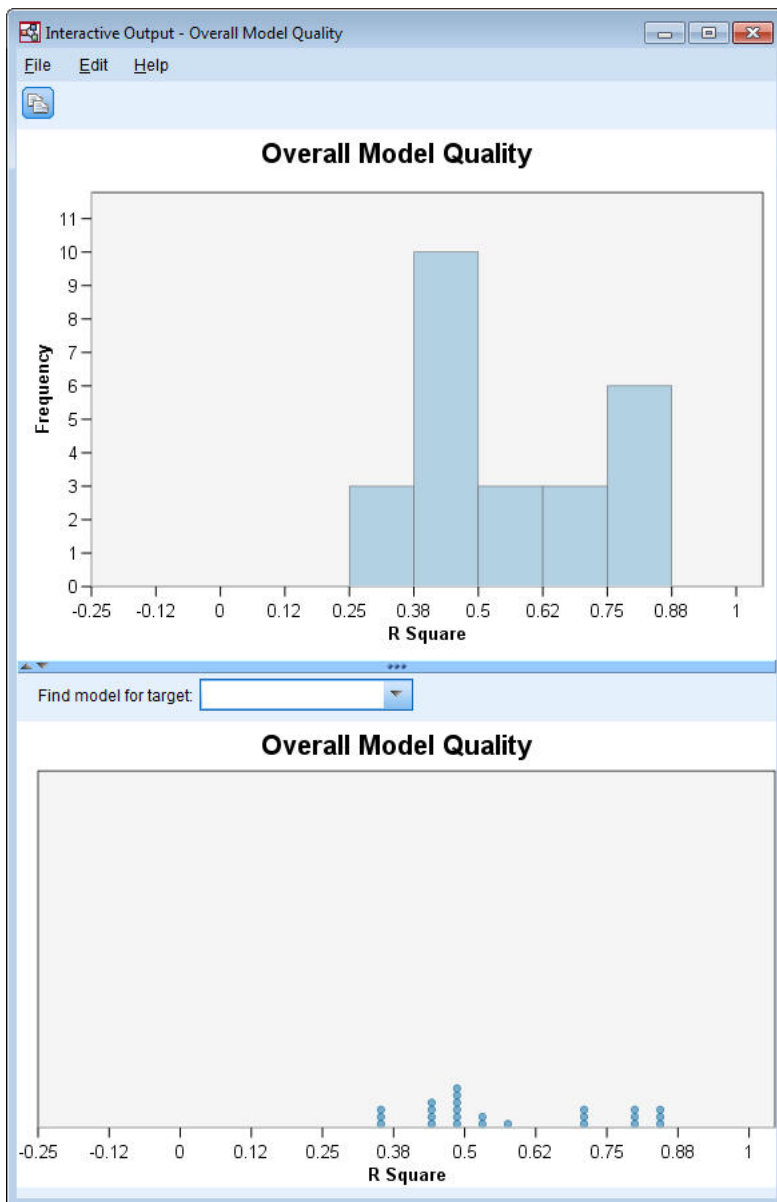 Interactive Output - Overall Model Quality
File Edit Help
Overall Model Quality
11
10
9
8
7
6
5
4
3
2
1
0
Frequency
-0.25 -0.12 0 0.12 0.25 0.38 0.5 0.62 0.75 0.88 1
R Square
Find model for target:
Overall Model Quality
-0.25 -0.12 0 0.12 0.25 0.38 0.5 0.62 0.75 0.88 1
R Square